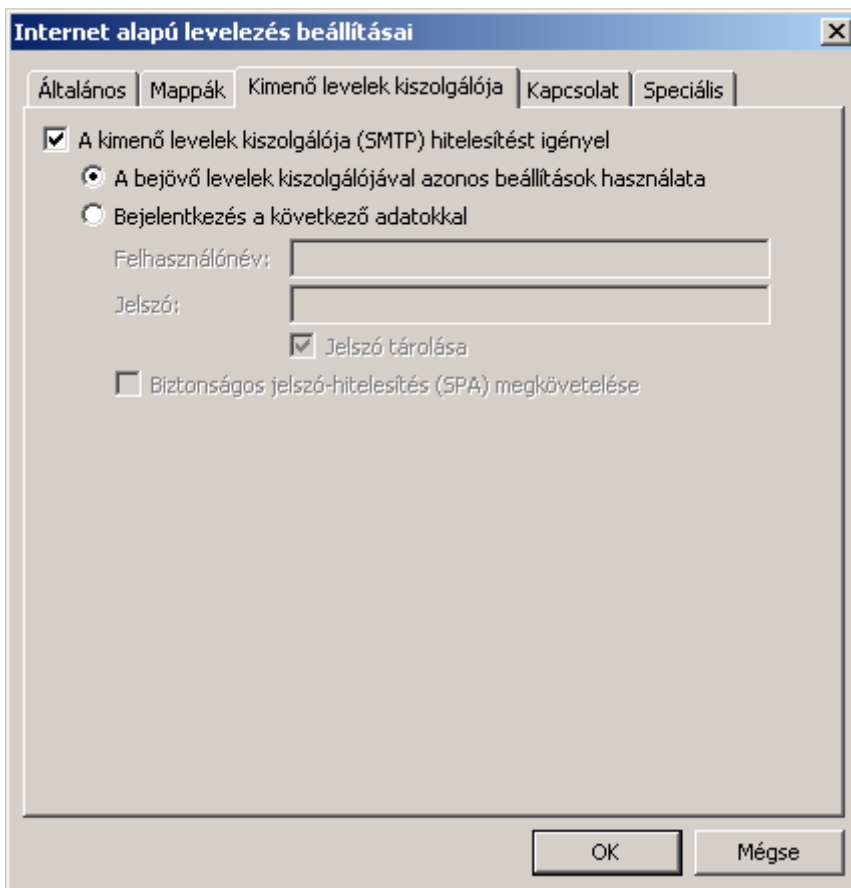 Internet alapú levelezés beállításai
Általános Mappák Kimenő levelek kiszolgálója Kapcsolat Speciális
A kimenő levelek kiszolgálója (SMTP) hitelesítést igényel
A bejövő levelek kiszolgálójával azonos beállítások használata
Bejelentkezés a következő adatokkal
Felhasználónév:
Jelszó:
Jelszó tárolása
Biztonságos jelszó-hitelesítés (SPA) megkövetelése
OK Mégse